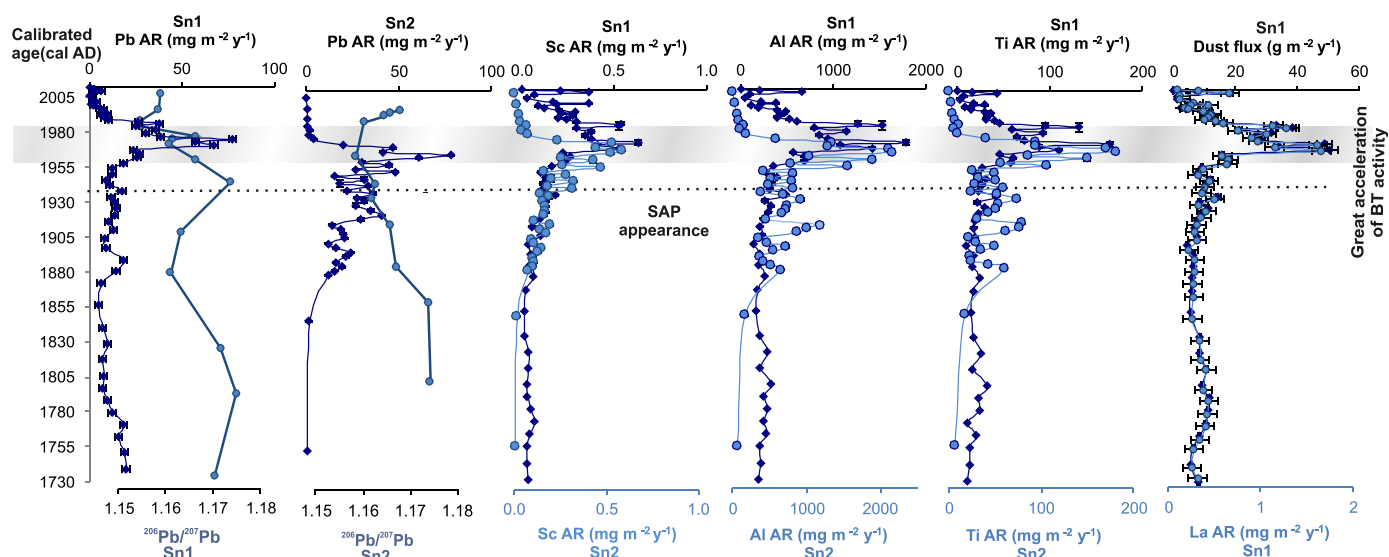 Calibrated
age(cal AD)
Sn1
Pb AR (mg m -2 y-1)
0 50 100
Sn2
Pb AR (mg m -2 y-1)
0 50 100
Sn1
Sc AR (mg m -2 y-1)
0.0 0.5 1.0
Sn1
Al AR (mg m -2 y-1)
0 1000 2000
Sn1
Ti AR (mg m -2 y-1)
0 100 200
Sn1
Dust flux (g m -2 y-1)
0 20 40 60
2005
1980
1955
1930
1905
1880
1855
1830
1805
1780
1755
1730
SAP
appearance
Great acceleration
of BT activity
1.15 1.16 1.17 1.18
206Pb/207Pb
Sn1
1.15 1.16 1.17 1.18
206Pb/207Pb
Sn2
0.0 0.5 1.0
Sc AR (mg m -2 y-1)
Sn2
0 1000 2000
Al AR (mg m -2 y-1)
Sn2
0 100 200
Ti AR (mg m -2 y-1)
Sn2
0 1 2
La AR (mg m -2 y-1)
Sn1